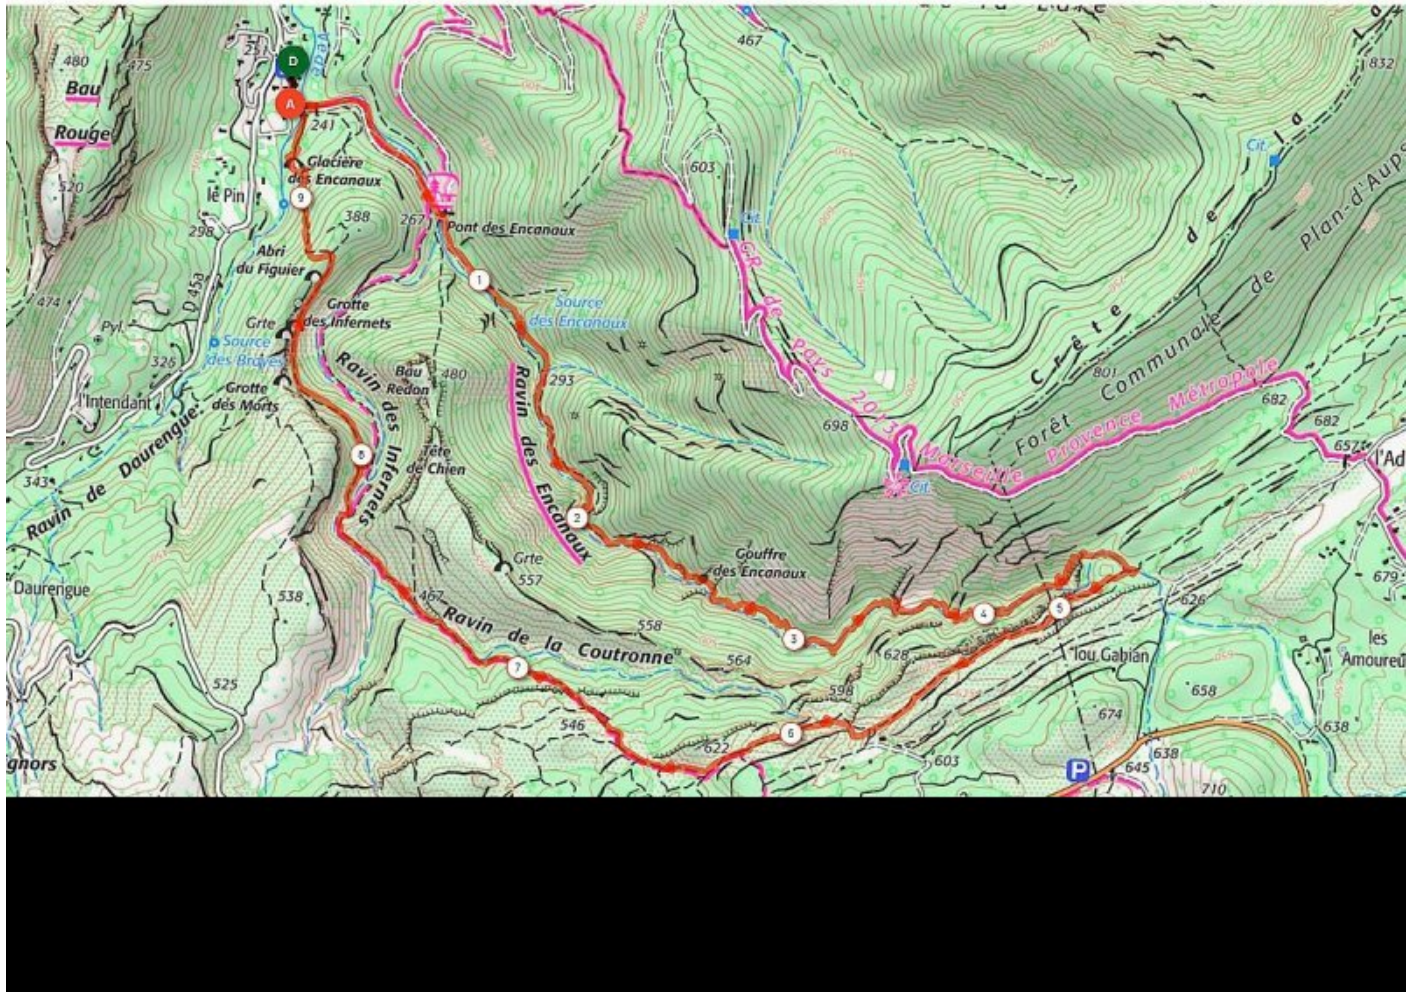 480
475
Bau
Rouge
520
474
251
D
Vède
A
241
Glacière
des Encanaux
le Pin
9
298
388
267
Pont des Encanaux
Abri
du Figuier
D 45a
Grotte
des Infernets
Grte
Source
des Brayes
Pyl.
326
Grotte
des Morts
l'Intendant
Ravin de Daurengue
343
Daurengue
538
525
gnors
1
Source
des Encanaux
293
Bau
Redon
480
Tête
de Chien
Ravin des Infernets
8
Ravin des Encanaux
2
Grte
557
467
Ravin de la Coutronne
558
564
7
546
622
6
598
628
Gouffre
des Encanaux
3
4
5
467
603
Cit.
GR de Pays 2013 Marseille Provence Métropole
698
Cit.
832
Cit.
Crête de la
801
Forêt Communale de Plan-d'Aups
682
682
657
l'Ad
679
626
les
Amoureu
lou Gabian
658
674
638
638
645
603
P
710